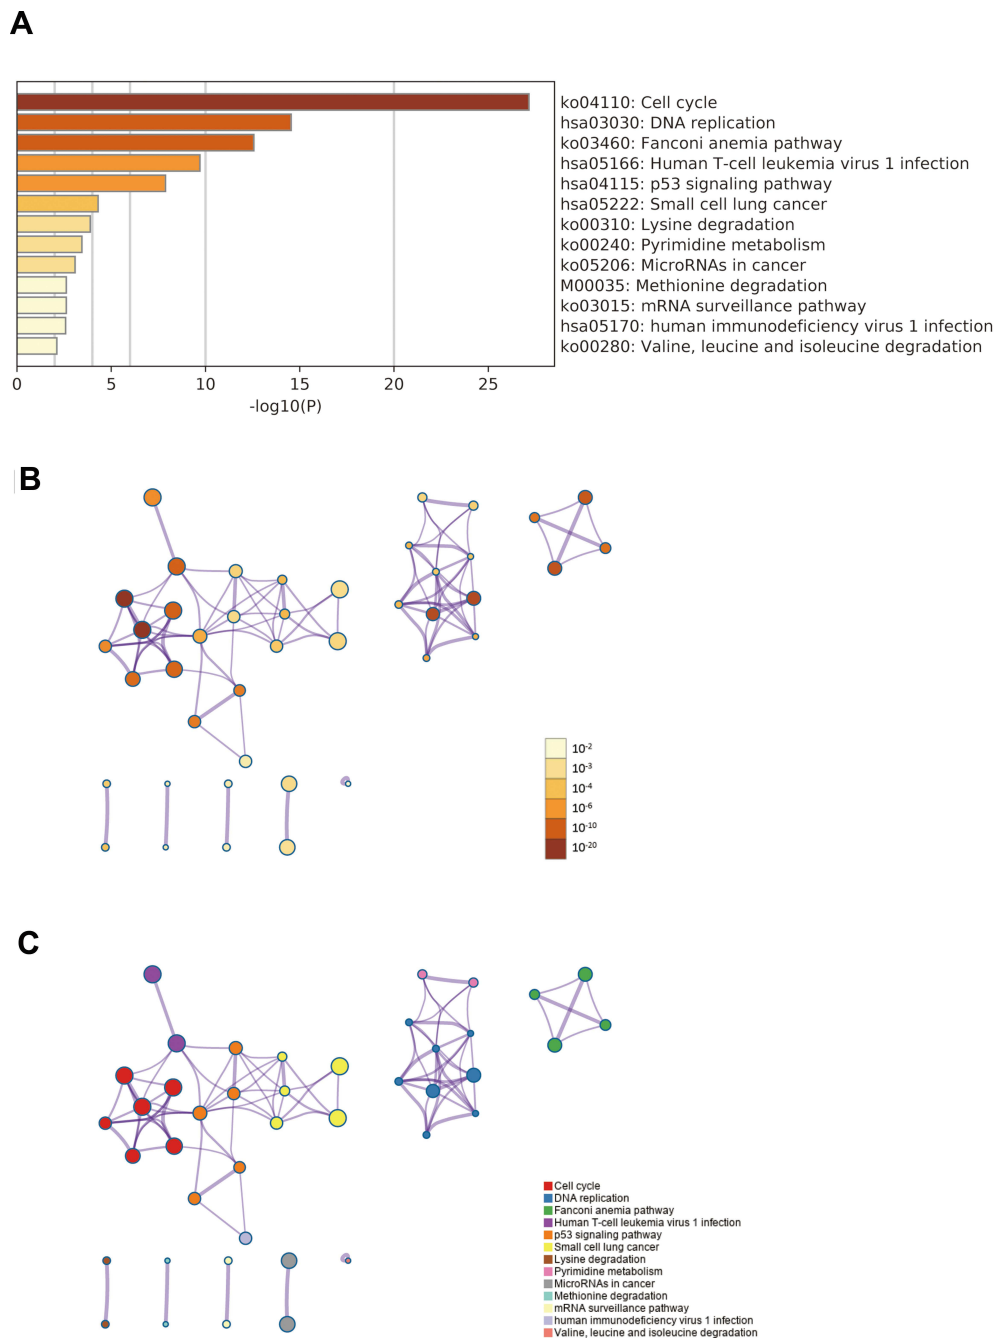 A
ko04110: Cell cycle
hsa03030: DNA replication
ko03460: Fanconi anemia pathway
hsa05166: Human T-cell leukemia virus 1 infection
hsa04115: p53 signaling pathway
hsa05222: Small cell lung cancer
ko00310: Lysine degradation
ko00240: Pyrimidine metabolism
ko05206: MicroRNAs in cancer
M00035: Methionine degradation
ko03015: mRNA surveillance pathway
hsa05170: human immunodeficiency virus 1 infection
ko00280: Valine, leucine and isoleucine degradation
0 5 10 15 20 25
-log10(P)
B
10-2
10-3
10-4
10-6
10-10
10-20
C
Cell cycle
DNA replication
Fanconi anemia pathway
Human T-cell leukemia virus 1 infection
p53 signaling pathway
Small cell lung cancer
Lysine degradation
Pyrimidine metabolism
MicroRNAs in cancer
Methionine degradation
mRNA surveillance pathway
human immunodeficiency virus 1 infection
Valine, leucine and isoleucine degradation